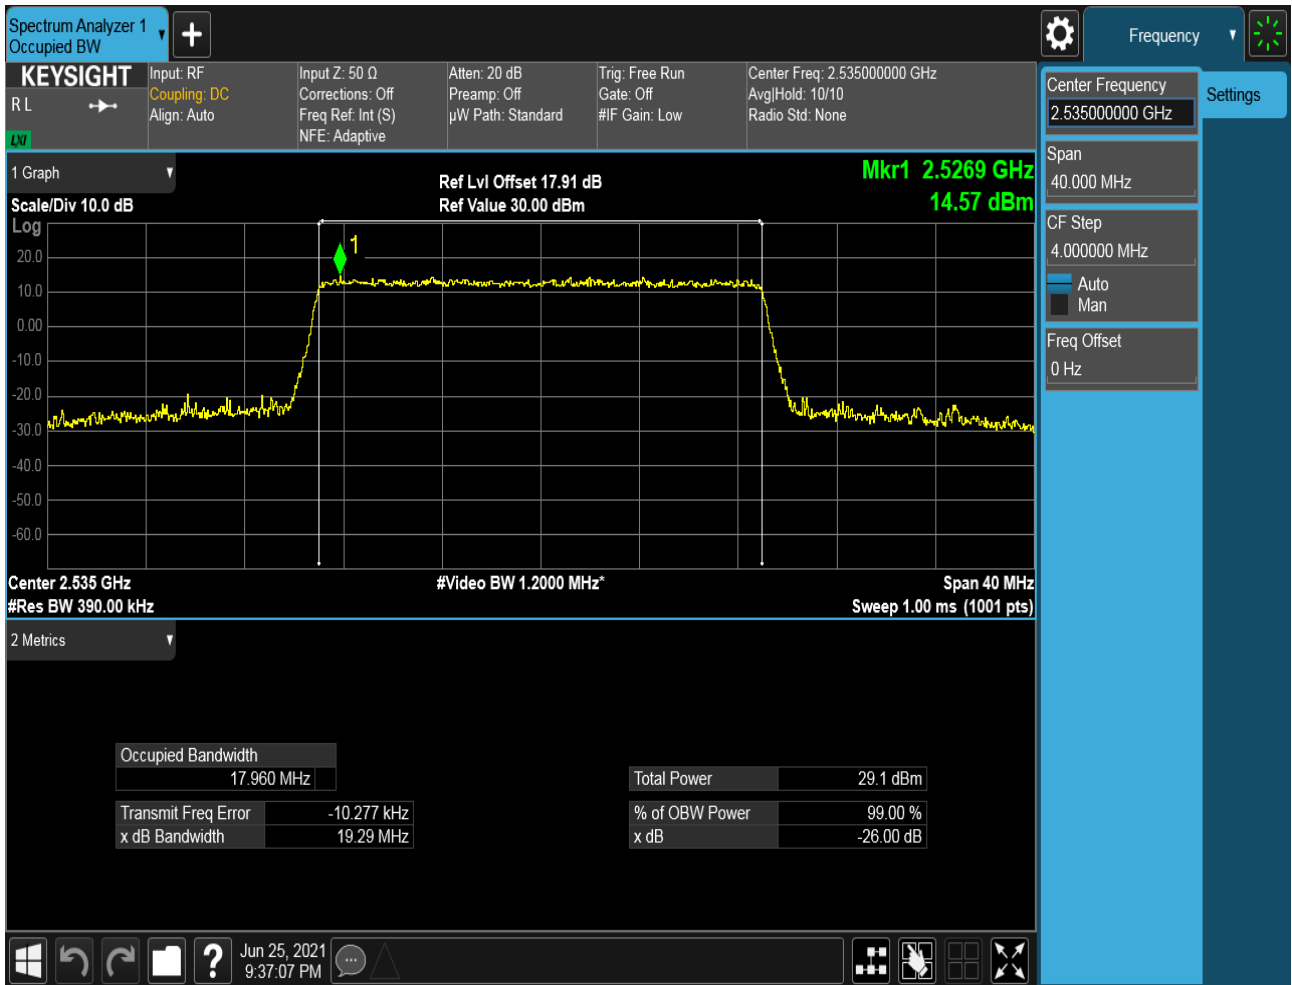 Spectrum Analyzer 1
Occupied BW
Frequency
KEYSIGHT
R L
LXI
Input: RF
Coupling: DC
Align: Auto
Input Z: 50 Ω
Corrections: Off
Freq Ref: Int (S)
NFE: Adaptive
Atten: 20 dB
Preamp: Off
µW Path: Standard
Trig: Free Run
Gate: Off
#IF Gain: Low
Center Freq: 2.535000000 GHz
Avg|Hold: 10/10
Radio Std: None
Center Frequency
2.535000000 GHz
Settings
Span
40.000 MHz
CF Step
4.000000 MHz
Auto
Man
Freq Offset
0 Hz
1 Graph
Scale/Div 10.0 dB
Ref Lvl Offset 17.91 dB
Ref Value 30.00 dBm
Mkr1 2.5269 GHz
14.57 dBm
Log
1
20.0
10.0
0.00
-10.0
-20.0
-30.0
-40.0
-50.0
-60.0
Center 2.535 GHz
#Video BW 1.2000 MHz*
Span 40 MHz
#Res BW 390.00 kHz
Sweep 1.00 ms (1001 pts)
2 Metrics
Occupied Bandwidth
17.960 MHz
Total Power 29.1 dBm
Transmit Freq Error -10.277 kHz
% of OBW Power 99.00 %
x dB Bandwidth 19.29 MHz
x dB -26.00 dB
?
Jun 25, 2021
9:37:07 PM